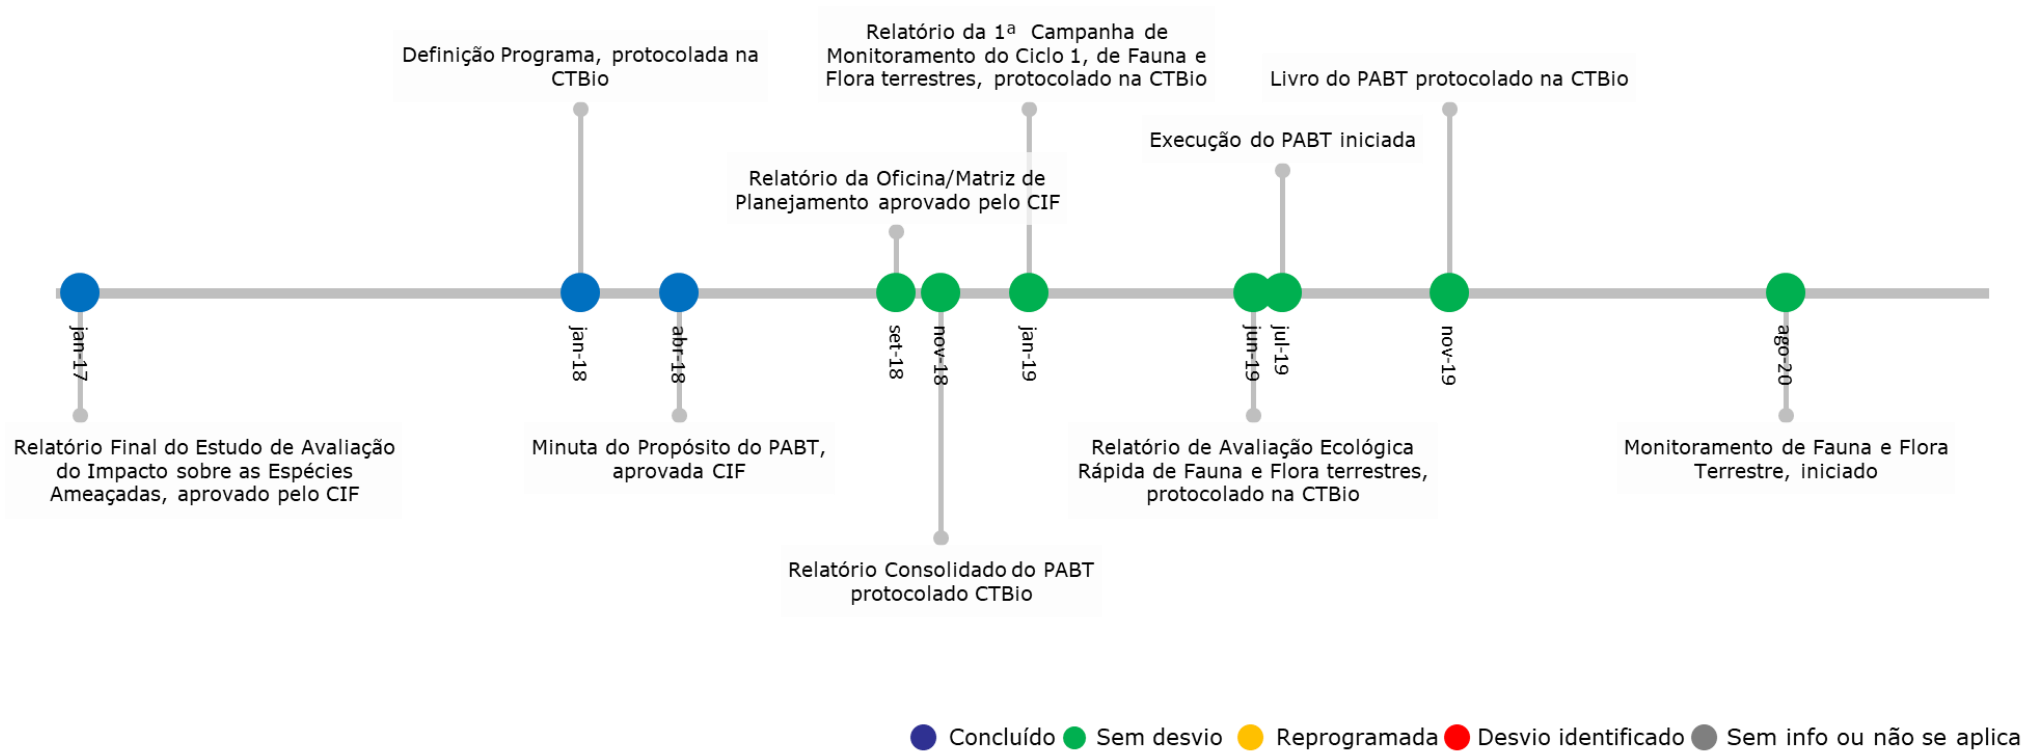 Relatório da 1ª Campanha de
Monitoramento do Ciclo 1, de Fauna e
Flora terrestres, protocolado na CTBio
Definição Programa, protocolada na
CTBio
Livro do PABT protocolado na CTBio
Execução do PABT iniciada
Relatório da Oficina/Matriz de
Planejamento aprovado pelo CIF
jan-17
jan-18
abr-18
set-18
nov-18
jan-19
jun-19
jul-19
nov-19
ago-20
Relatório Final do Estudo de Avaliação
do Impacto sobre as Espécies
Ameaçadas, aprovado pelo CIF
Minuta do Propósito do PABT,
aprovada CIF
Relatório de Avaliação Ecológica
Rápida de Fauna e Flora terrestres,
protocolado na CTBio
Monitoramento de Fauna e Flora
Terrestre, iniciado
Relatório Consolidado do PABT
protocolado CTBio
Concluído
Sem desvio
Reprogramada
Desvio identificado
Sem info ou não se aplica